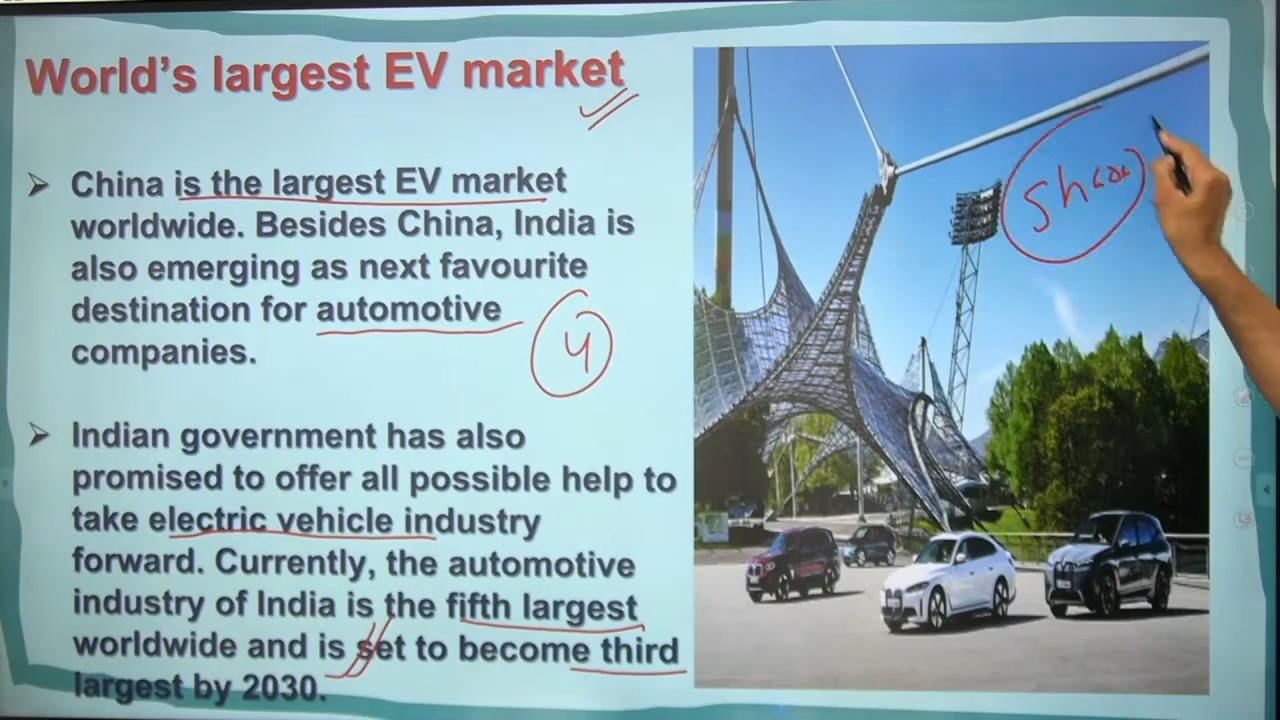 World's largest EV market
China is the largest EV market
worldwide. Besides China, India is
also emerging as next favourite
destination for automotive
companies.
4
Indian government has also
promised to offer all possible help to
take electric vehicle industry
forward. Currently, the automotive
industry of India is the fifth largest
worldwide and is set to become third
largest by 2030.